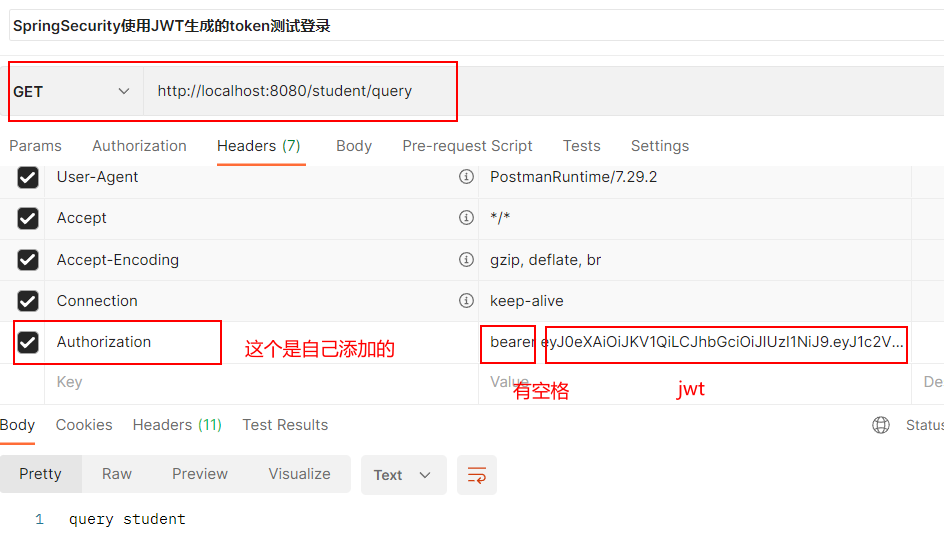 SpringSecurity使用JWT生成的token测试登录
GET http://localhost:8080/student/query
Params Authorization Headers (7) Body Pre-request Script Tests Settings
User-Agent PostmanRuntime/7.29.2
Accept */*
Accept-Encoding gzip, deflate, br
Connection keep-alive
Authorization 这个是自己添加的 bearer eyJ0eXAiOiJKV1QiLCJhbGciOiJIUzI1NiJ9.eyJ1c2V...
Key Value De
有空格 jwt
Body Cookies Headers (11) Test Results Status
Pretty Raw Preview Visualize Text
1 query student